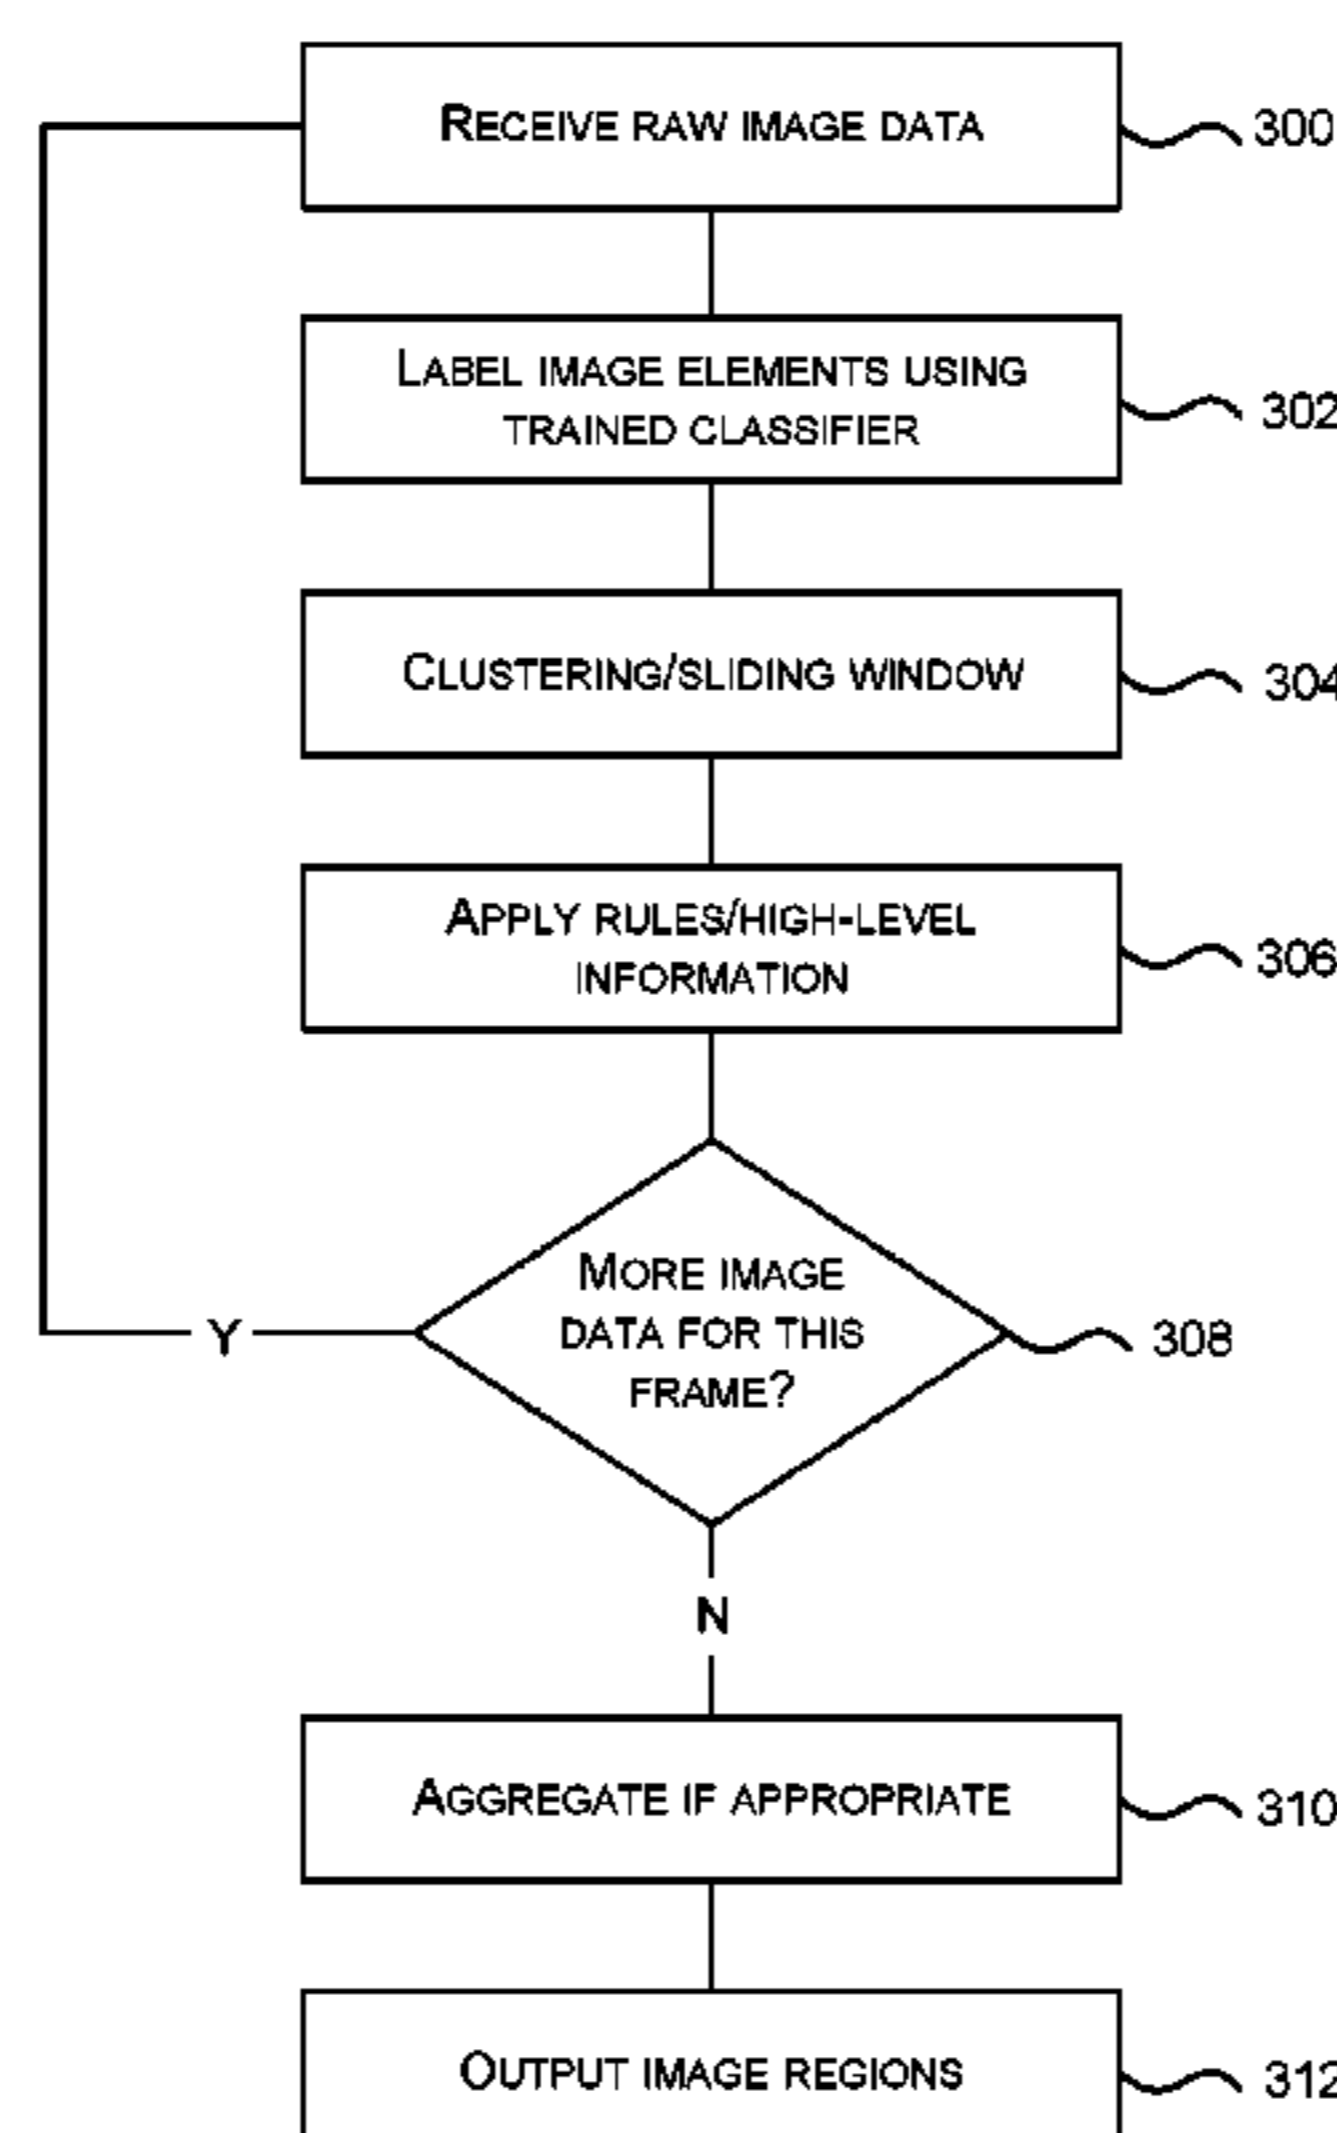 RECEIVE RAW IMAGE DATA
300
LABEL IMAGE ELEMENTS USING
TRAINED CLASSIFIER
302
CLUSTERING/SLIDING WINDOW
304
APPLY RULES/HIGH-LEVEL
INFORMATION
306
MORE IMAGE
DATA FOR THIS
FRAME?
308
Y
N
AGGREGATE IF APPROPRIATE
310
OUTPUT IMAGE REGIONS
312